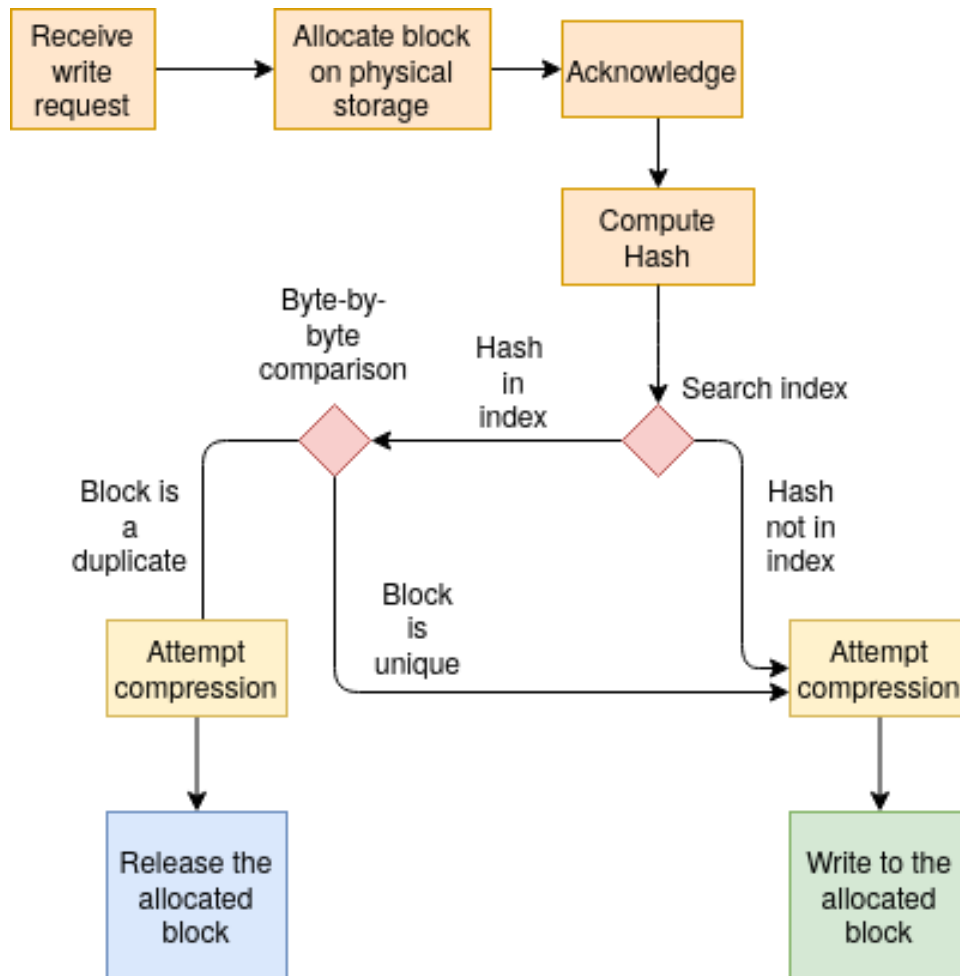 Receive
write
request
Allocate block
on physical
storage
Acknowledge
Compute
Hash
Byte-by-
byte
comparison
Hash
in
index
Search index
Block is
a
duplicate
Hash
not in
index
Block
is
unique
Attempt
compression
Attempt
compression
Release the
allocated
block
Write to the
allocated
block